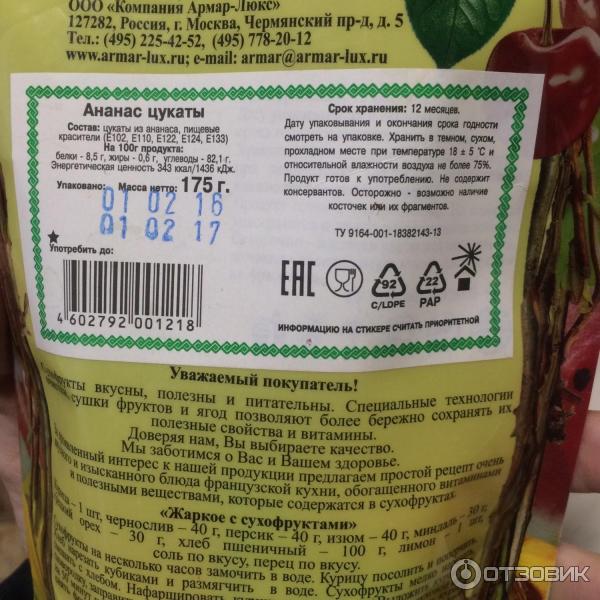 ООО «Компания Армар-Люкс»
127282, Россия, г. Москва, Чермянский пр-д, д. 5
Тел.: (495) 225-42-52, (495) 778-20-12
www.armar-lux.ru; e-mail: armar@armar-lux.ru
Ананас цукаты
Состав: цукаты из ананаса, пищевые
красители (Е102, Е110, Е122, Е124, Е133)
На 100г продукта:
белки - 8,5 г, жиры - 0,6 г, углеводы - 82,1 г.
Энергетическая ценность 343 ккал/1436 кДж.
Упаковано: Масса нетто: 175 г.
01 02 16
01 02 17
Употребить до:
4 602792 001218
Срок хранения: 12 месяцев.
Дату упаковывания и окончания срока годности
смотреть на упаковке. Хранить в темном, сухом,
прохладном месте при температуре 18 ± 5 °С и
относительной влажности воздуха не более 75%.
Продукт готов к употреблению. Не содержит
консервантов. Осторожно - возможно наличие
косточек или их фрагментов.
ТУ 9164-001-18382143-13
ЕАС
92
C/LDPE
22
PAP
ИНФОРМАЦИЮ НА СТИКЕРЕ СЧИТАТЬ ПРИОРИТЕТНОЙ
Уважаемый покупатель!
вкусны, полезны и питательны. Специальные технологии
сушки фруктов и ягод позволяют более бережно сохранять их
полезные свойства и витамины.
Доверяя нам, Вы выбираете качество.
Мы заботимся о Вас и Вашем здоровье.
интерес к нашей продукции предлагаем простой рецепт очень
и изысканного блюда французской кухни, обогащенного витаминами
и полезными веществами, которые содержатся в сухофруктах.
«Жаркое с сухофруктами»
– 1 шт, чернослив – 40 г, персик – 40 г, изюм – 40 г, миндаль – 30 г,
орех – 30 г, хлеб пшеничный – 100 г, лимон – 1 шт,
соль по вкусу, перец по вкусу.
на несколько часов замочить в воде. Курицу посолить и
кубиками и размягчить в воде. Сухофрукты мелко
с хлебом. Нафаршировать
ОТЗОВИК